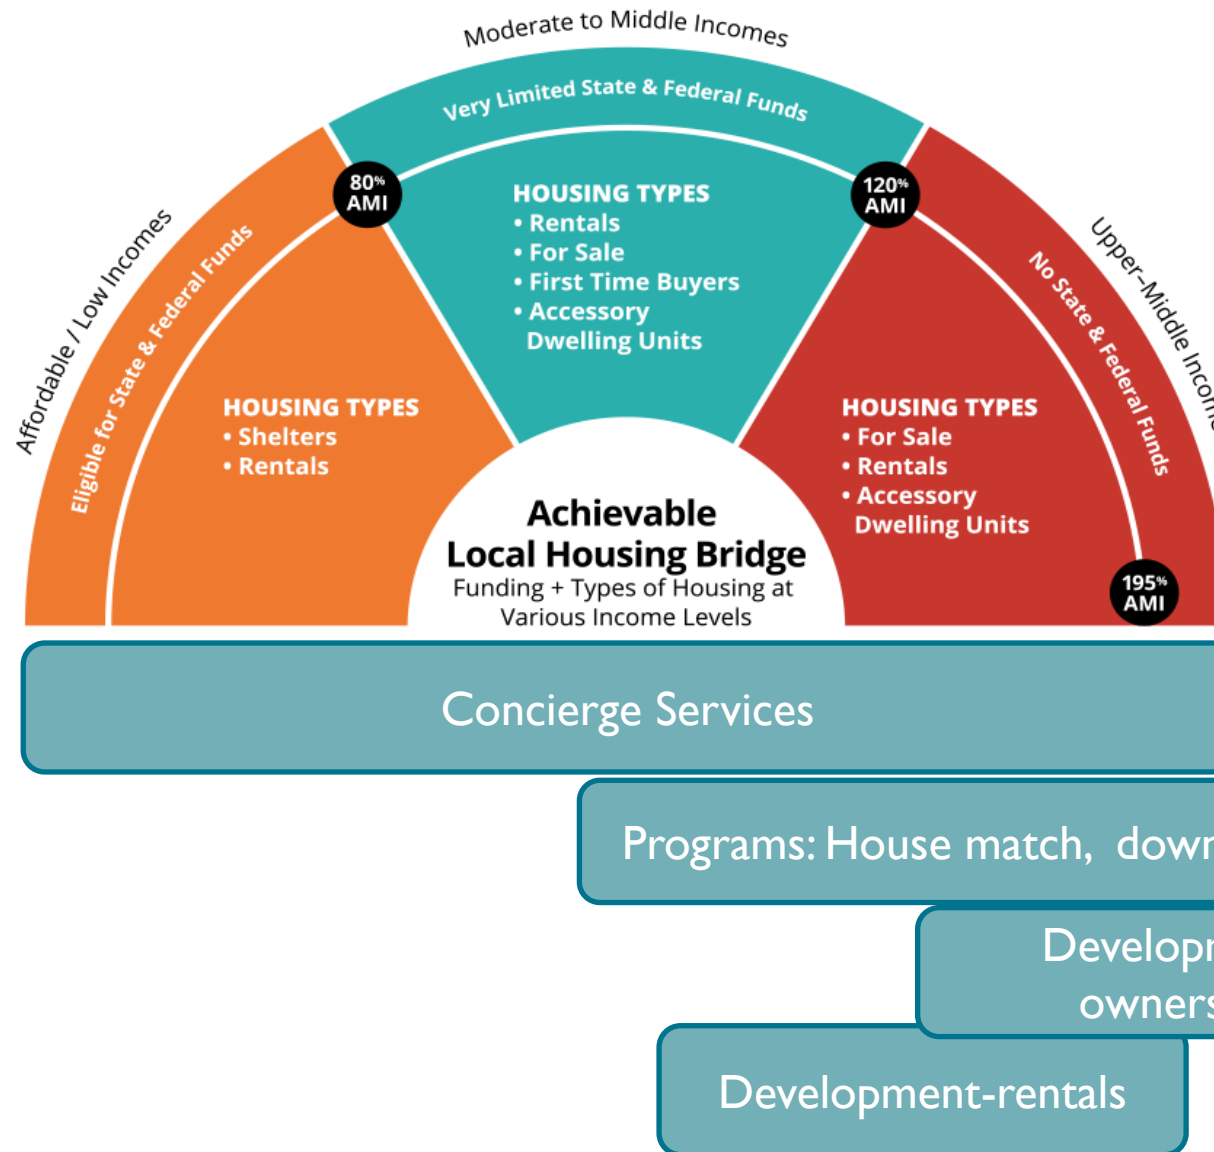 Moderate to Middle Incomes
Very Limited State & Federal Funds
80% AMI
120% AMI
HOUSING TYPES
• Rentals
• For Sale
• First Time Buyers
• Accessory
Dwelling Units
Affordable / Low Incomes
Eligible for State & Federal Funds
HOUSING TYPES
• Shelters
• Rentals
Upper–Middle
No State & Federal Funds
HOUSING TYPES
• For Sale
• Rentals
• Accessory
Dwelling Units
195% AMI
Achievable
Local Housing Bridge
Funding + Types of Housing at
Various Income Levels
Concierge Services
Programs: House match,
Development-rentals